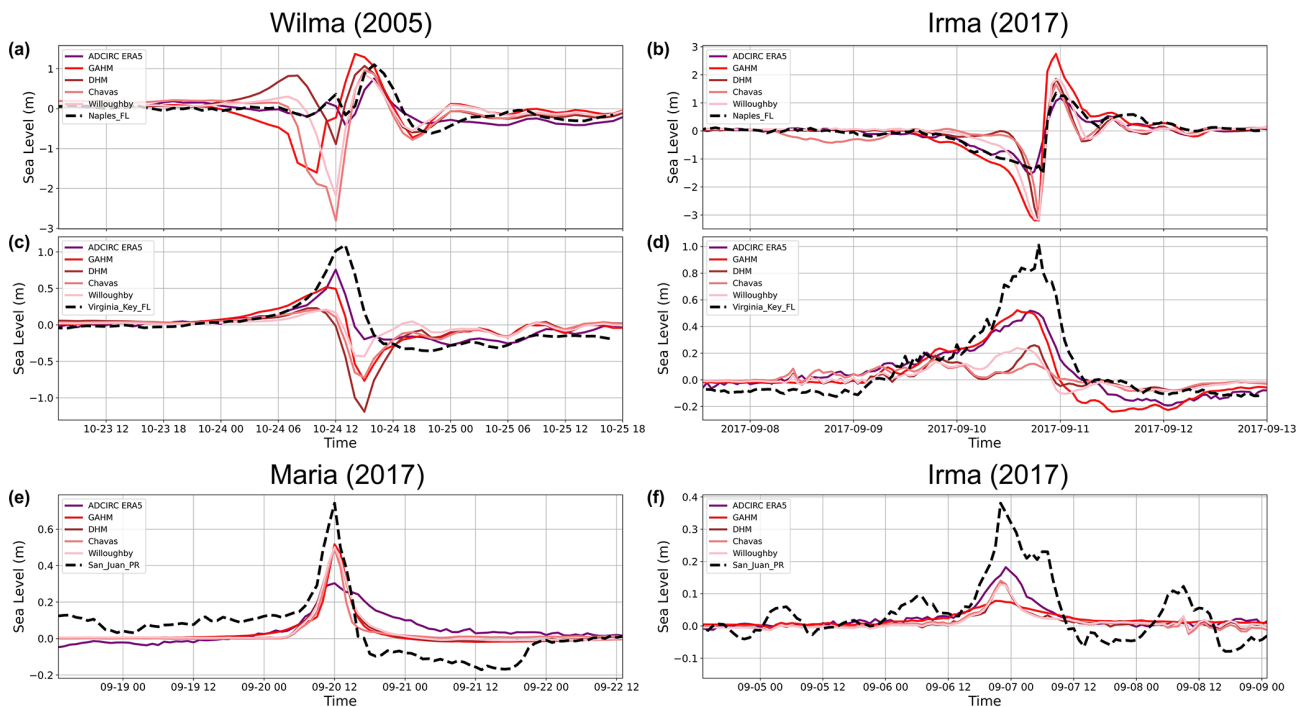 Wilma (2005)
Irma (2017)
(a)
Sea Level (m)
1
0
−1
−2
−3
ADCIRC ERA5
GAHM
DHM
Chavas
Willoughby
Naples_FL
(b)
Sea Level (m)
3
2
1
0
−1
−2
−3
ADCIRC ERA5
GAHM
DHM
Chavas
Willoughby
Naples_FL
(c)
Sea Level (m)
1.0
0.5
0.0
−0.5
−1.0
ADCIRC ERA5
GAHM
DHM
Chavas
Willoughby
Virginia_Key_FL
10-23 12 10-23 18 10-24 00 10-24 06 10-24 12 10-24 18 10-25 00 10-25 06 10-25 12 10-25 18
Time
(d)
Sea Level (m)
1.0
0.8
0.6
0.4
0.2
0.0
−0.2
ADCIRC ERA5
GAHM
DHM
Chavas
Willoughby
Virginia_Key_FL
2017-09-08 2017-09-09 2017-09-10 2017-09-11 2017-09-12 2017-09-13
Time
Maria (2017)
Irma (2017)
(e)
Sea Level (m)
0.6
0.4
0.2
0.0
−0.2
ADCIRC ERA5
GAHM
DHM
Chavas
Willoughby
San_Juan_PR
09-19 00 09-19 12 09-20 00 09-20 12 09-21 00 09-21 12 09-22 00 09-22 12
Time
(f)
Sea Level (m)
0.4
0.3
0.2
0.1
0.0
−0.1
ADCIRC ERA5
GAHM
DHM
Chavas
Willoughby
San_Juan_PR
09-05 00 09-05 12 09-06 00 09-06 12 09-07 00 09-07 12 09-08 00 09-08 12 09-09 00
Time